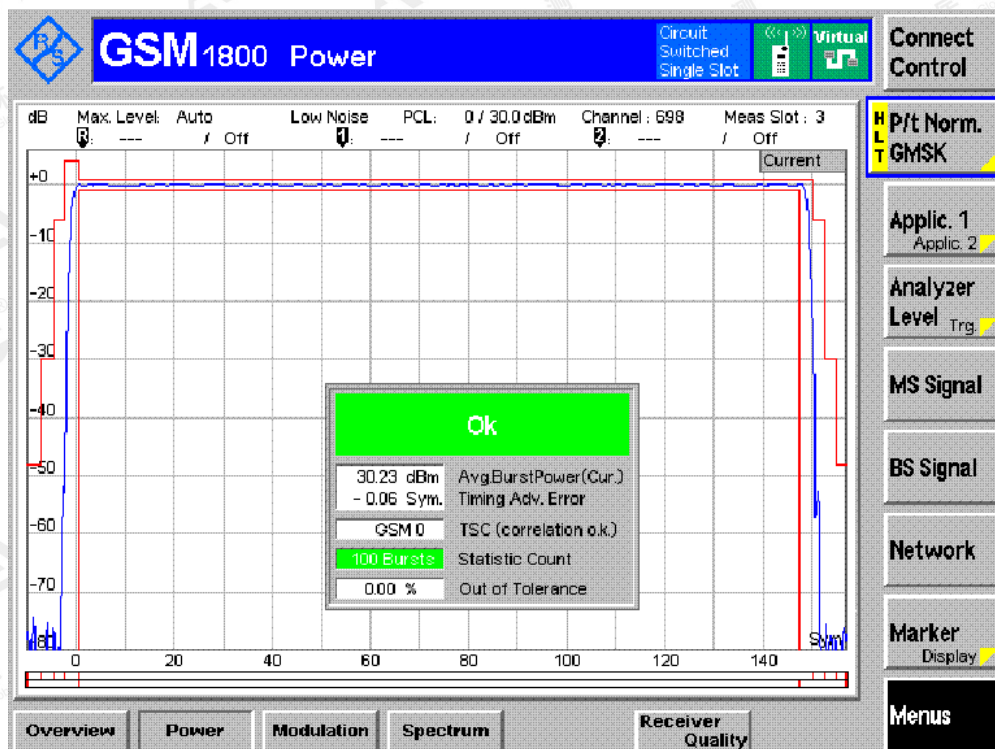 R/S
GSM 1800 Power
Circuit
Switched
Single Slot
Virtual
Connect
Control
dB Max. Level: Auto Low Noise PCL: 0 / 30.0 dBm Channel : 698 Meas Slot : 3
R: --- / Off 1: --- / Off 2: --- / Off
Current
H L T
P/t Norm.
GMSK
Applic. 1
Applic. 2
Analyzer
Level Trg.
MS Signal
BS Signal
Network
Marker
Display
Menus
+0
-10
-20
-30
-40
-50
-60
-70
-80
Ok
30.23 dBm Avg.BurstPower(Cur.)
- 0.06 Sym. Timing Adv. Error
GSM 0 TSC (correlation o.k.)
100 Bursts Statistic Count
0.00 % Out of Tolerance
Sym
0 20 40 60 80 100 120 140
Overview Power Modulation Spectrum Receiver
Quality